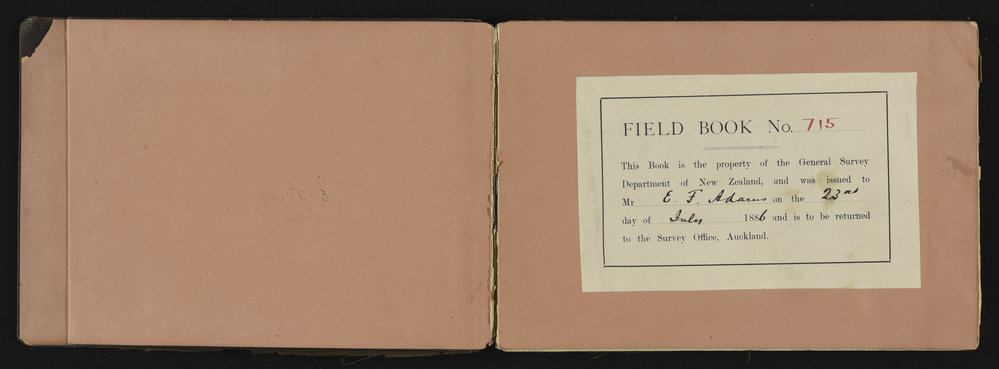 FIELD BOOK No. 715
This Book is the property of the General Survey
Department of New Zealand, and was issued to
Mr E. F. Adams on the 23rd
day of July 1886 and is to be returned
to the Survey Office, Auckland.